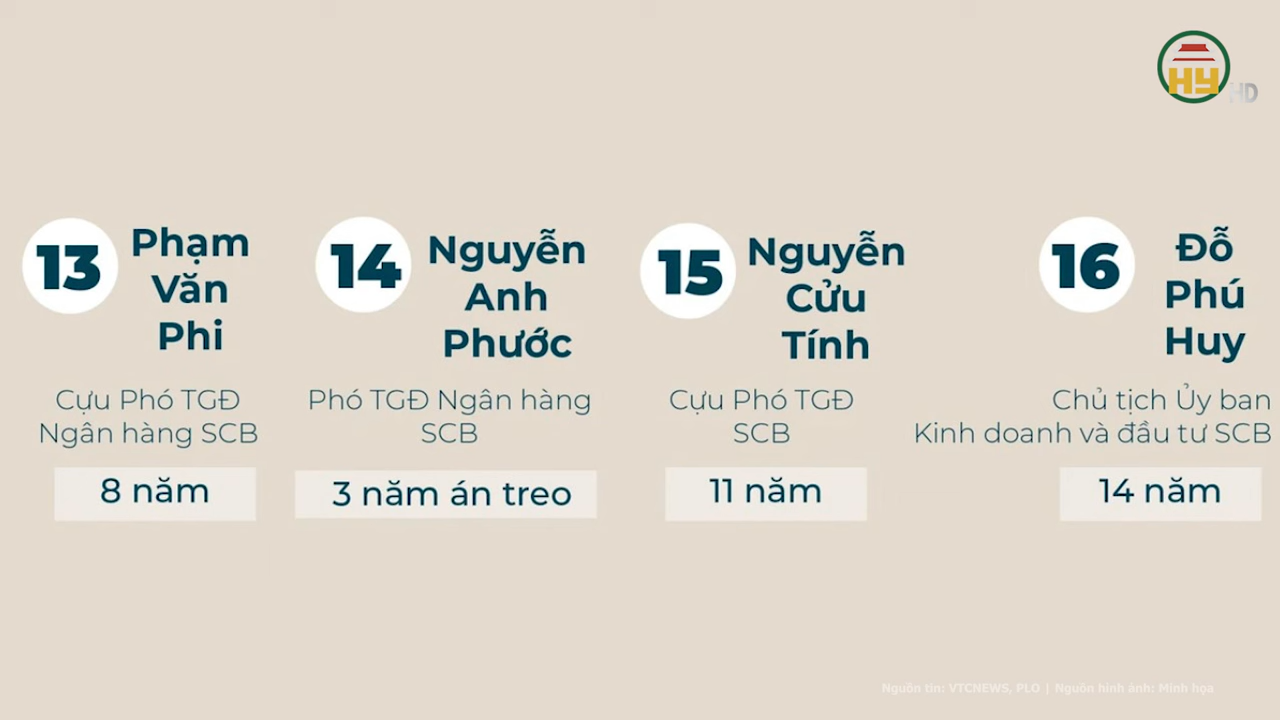 HY HD
13 Phạm Văn Phi
Cựu Phó TGĐ
Ngân hàng SCB
8 năm
14 Nguyễn Anh Phước
Phó TGĐ Ngân hàng
SCB
3 năm án treo
15 Nguyễn Cửu Tính
Cựu Phó TGĐ
SCB
11 năm
16 Đỗ Phú Huy
Chủ tịch Ủy ban
Kinh doanh và đầu tư SCB
14 năm
Nguồn tin: VTCNEWS, PLO | Nguồn hình ảnh: Minh họa